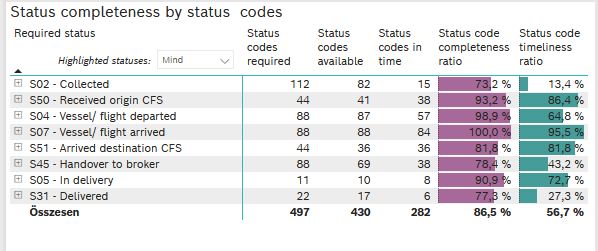 Status completeness by status codes
Required status Status codes required Status codes available Status codes in time Status code completeness ratio Status code timeliness ratio
Highlighted statuses: Mind
S02 - Collected 112 82 15 73,2 % 13,4 %
S50 - Received origin CFS 44 41 38 93,2 % 86,4 %
S04 - Vessel/ flight departed 88 87 57 98,9 % 64,8 %
S07 - Vessel/ flight arrived 88 88 84 100,0 % 95,5 %
S51 - Arrived destination CFS 44 36 36 81,8 % 81,8 %
S45 - Handover to broker 88 69 38 78,4 % 43,2 %
S05 - In delivery 11 10 8 90,9 % 72,7 %
S31 - Delivered 22 17 6 77,3 % 27,3 %
Összesen 497 430 282 86,5 % 56,7 %